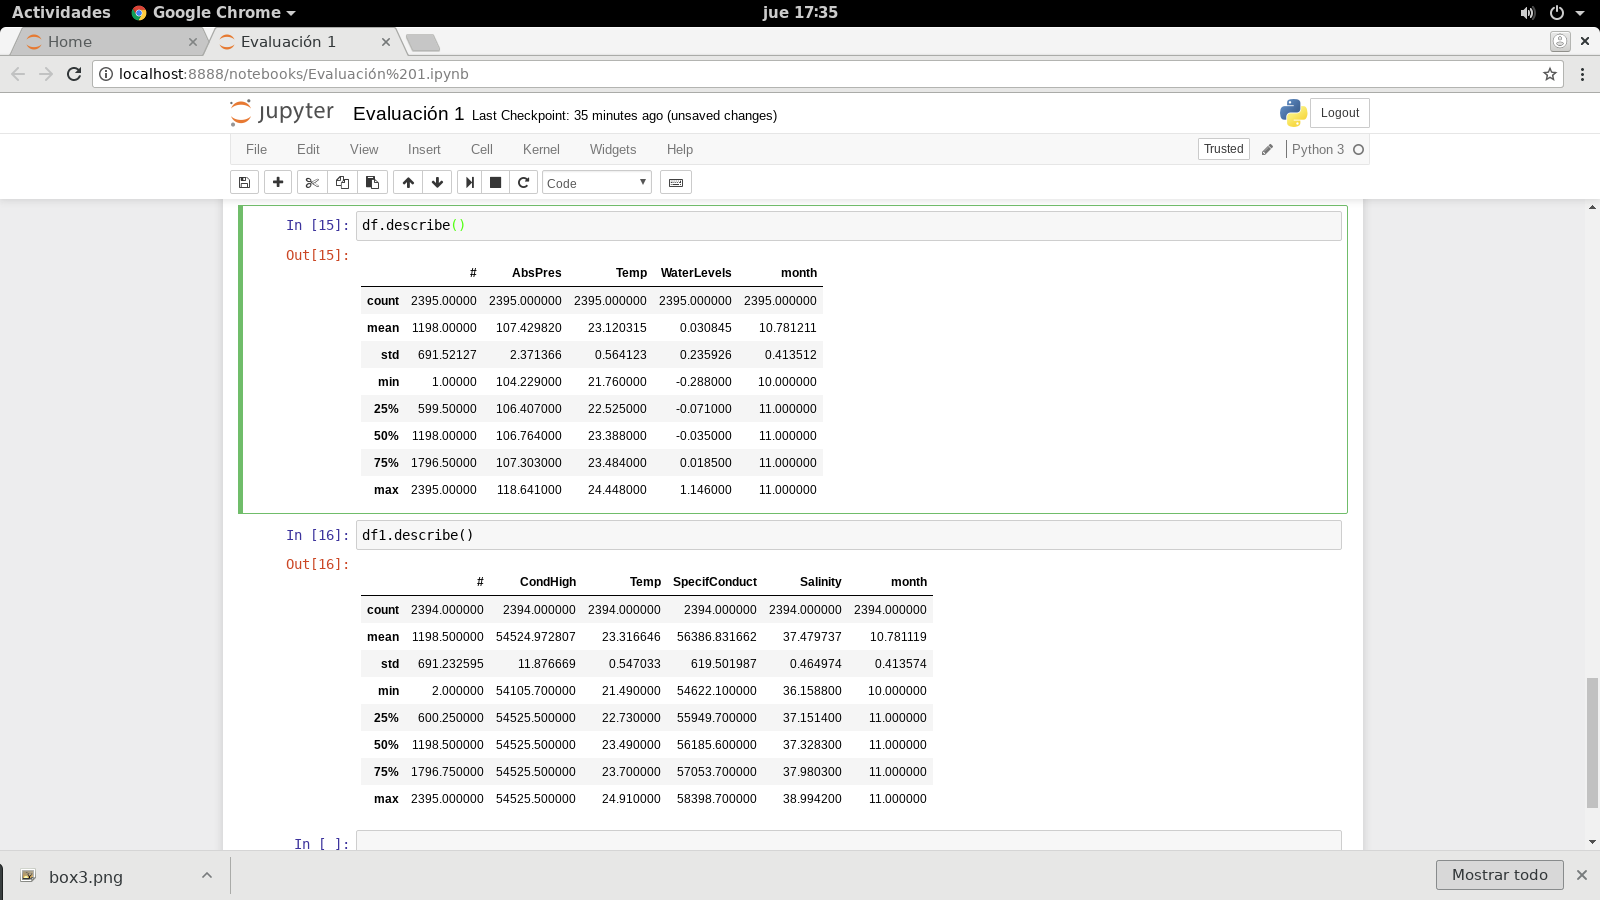 Actividades Google Chrome jue 17:35
Home Evaluación 1
localhost:8888/notebooks/Evaluación%201.ipynb
jupyter Evaluación 1 Last Checkpoint: 35 minutes ago (unsaved changes) Logout
File Edit View Insert Cell Kernel Widgets Help Trusted Python 3
Code
In [15]: df.describe()
Out[15]:
# AbsPres Temp WaterLevels month
count 2395.00000 2395.000000 2395.000000 2395.000000 2395.000000
mean 1198.00000 107.429820 23.120315 0.030845 10.781211
std 691.52127 2.371366 0.564123 0.235926 0.413512
min 1.00000 104.229000 21.760000 -0.288000 10.000000
25% 599.50000 106.407000 22.525000 -0.071000 11.000000
50% 1198.00000 106.764000 23.388000 -0.035000 11.000000
75% 1796.50000 107.303000 23.484000 0.018500 11.000000
max 2395.00000 118.641000 24.448000 1.146000 11.000000
In [16]: df1.describe()
Out[16]:
# CondHigh Temp SpecifConduct Salinity month
count 2394.000000 2394.000000 2394.000000 2394.000000 2394.000000 2394.000000
mean 1198.500000 54524.972807 23.316646 56386.831662 37.479737 10.781119
std 691.232595 11.876669 0.547033 619.501987 0.464974 0.413574
min 2.000000 54105.700000 21.490000 54622.100000 36.158800 10.000000
25% 600.250000 54525.500000 22.730000 55949.700000 37.151400 11.000000
50% 1198.500000 54525.500000 23.490000 56185.600000 37.328300 11.000000
75% 1796.750000 54525.500000 23.700000 57053.700000 37.980300 11.000000
max 2395.000000 54525.500000 24.910000 58398.700000 38.994200 11.000000
In [ ]:
box3.png Mostrar todo